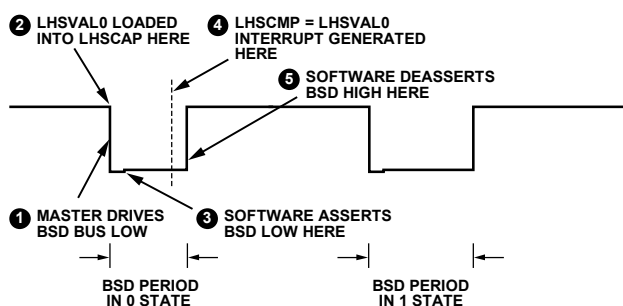 2 LHSVAL0 LOADED
INTO LHSCAP HERE
4 LHSCMP = LHSVAL0
INTERRUPT GENERATED
HERE
5 SOFTWARE DEASSERTS
BSD HIGH HERE
1 MASTER DRIVES
BSD BUS LOW
3 SOFTWARE ASSERTS
BSD LOW HERE
BSD PERIOD
IN 0 STATE
BSD PERIOD
IN 1 STATE